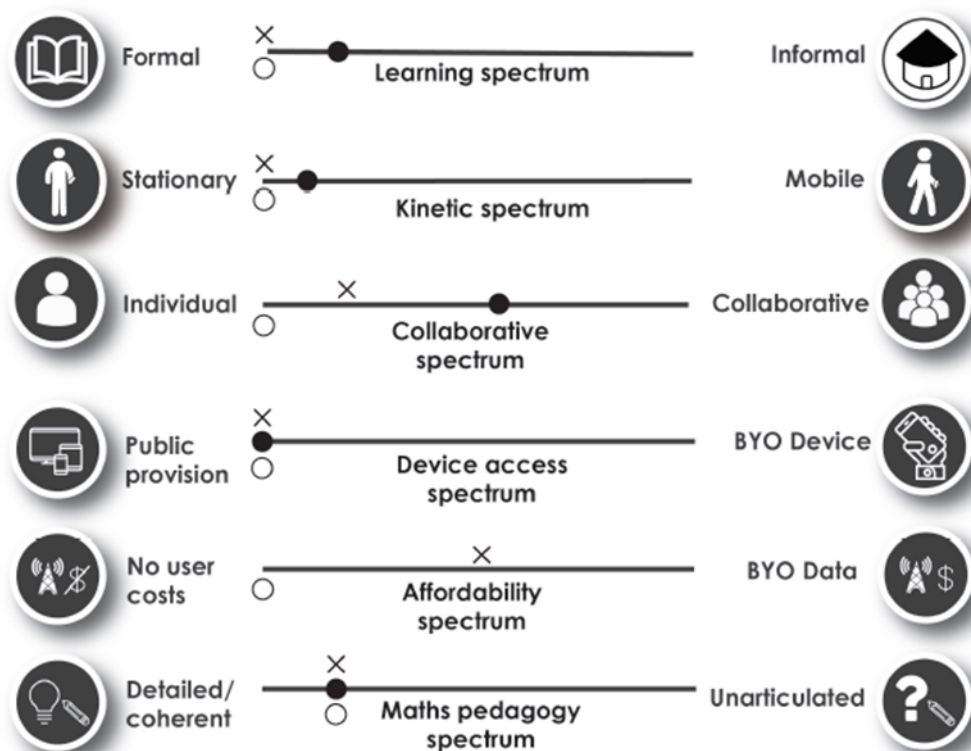 Formal
Learning spectrum
Informal
Stationary
Kinetic spectrum
Mobile
Individual
Collaborative
spectrum
Collaborative
Public
provision
Device access
spectrum
BYO Device
No user
costs
$
Affordability
spectrum
BYO Data
$
Detailed/
coherent
Maths pedagogy
spectrum
Unarticulated
?